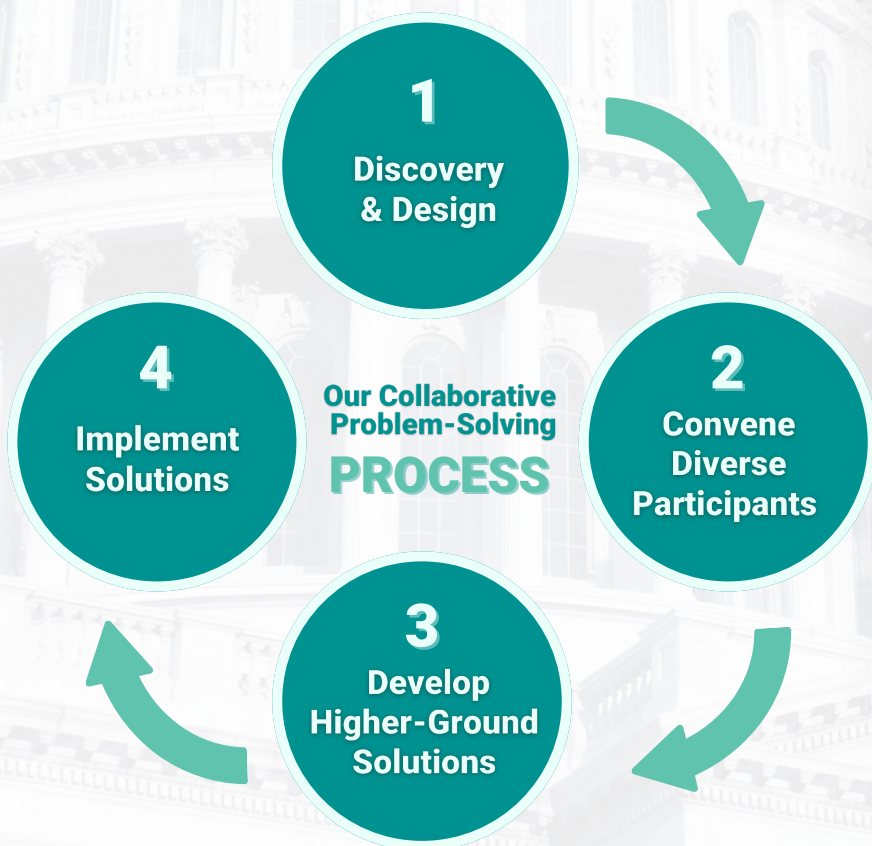 1
Discovery
& Design
2
Convene
Diverse
Participants
3
Develop
Higher-Ground
Solutions
4
Implement
Solutions
Our Collaborative
Problem-Solving
PROCESS